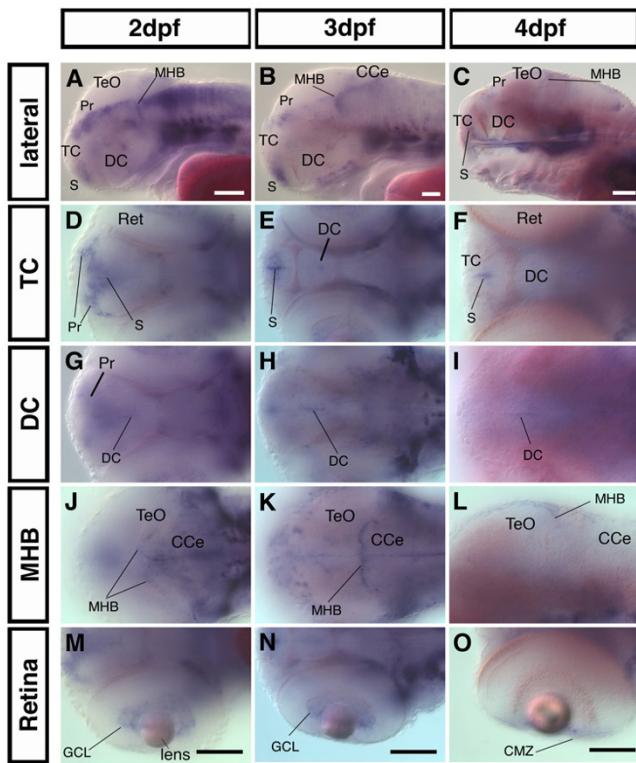 2dpf 3dpf 4dpf
lateral
A TeO MHB Pr TC DC S
B MHB CCe Pr TC DC S
C Pr TeO MHB TC DC S
TC
D Ret Pr S
E DC S
F Ret TC DC S
DC
G Pr DC
H DC
I DC
MHB
J TeO CCe MHB
K TeO CCe MHB
L MHB TeO CCe
Retina
M GCL lens
N GCL
O CMZ